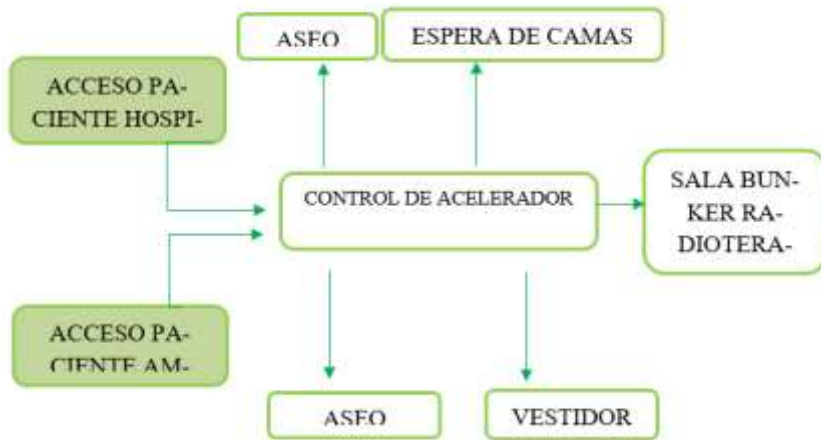 ASEO
ESPERA DE CAMAS
ACCESO PA-
CIENTE HOSPI-
CONTROL DE ACELERADOR
SALA BUN-
KER RA-
DIOTERA-
ACCESO PA-
CIENTE AM-
ASEO
VESTIDOR